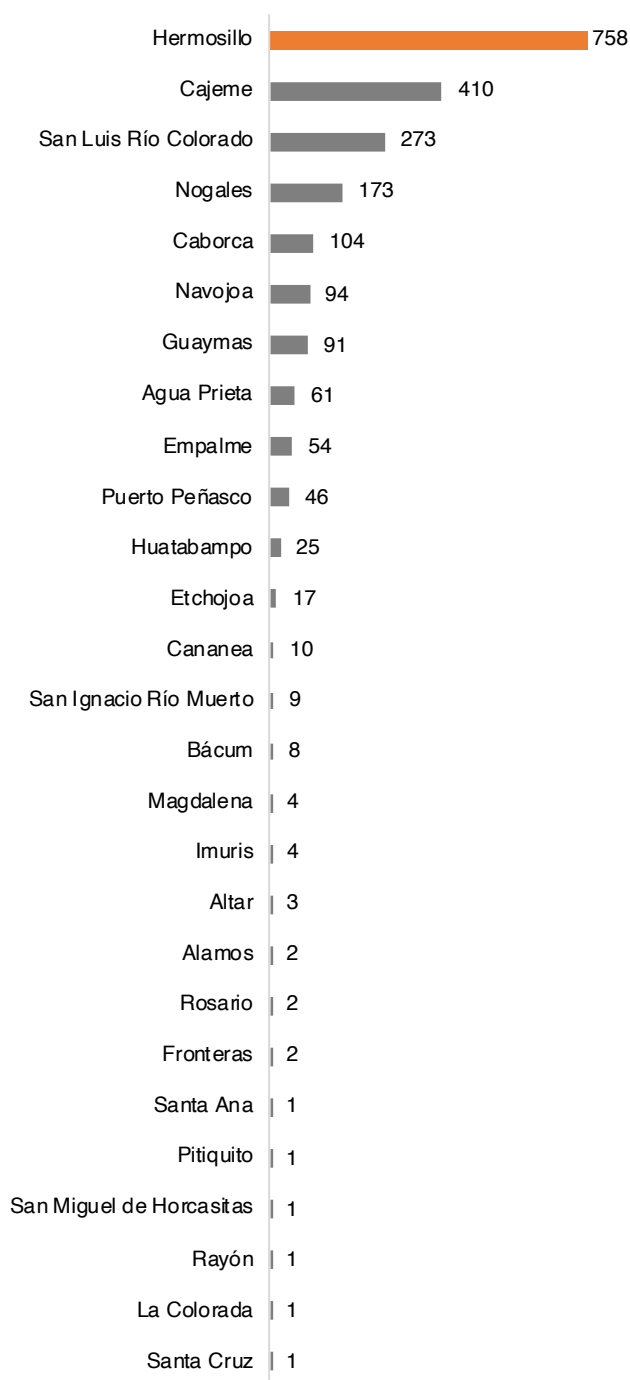 Hermosillo 758
Cajeme 410
San Luis Río Colorado 273
Nogales 173
Caborca 104
Navojoa 94
Guaymas 91
Agua Prieta 61
Empalme 54
Puerto Peñasco 46
Huatabampo 25
Etchojoa 17
Cananea 10
San Ignacio Río Muerto 9
Bácum 8
Magdalena 4
Imuris 4
Altar 3
Alamos 2
Rosario 2
Fronteras 2
Santa Ana 1
Pitiquito 1
San Miguel de Horcasitas 1
Rayón 1
La Colorada 1
Santa Cruz 1